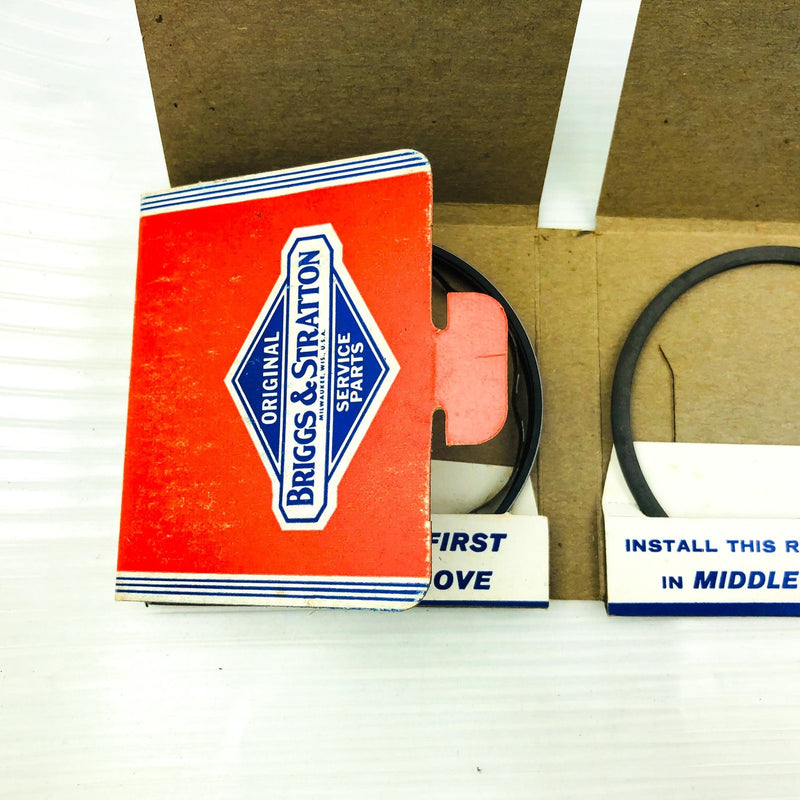 ORIGINAL
BRIGGS & STRATTON
MILWAUKEE, WIS., U.S.A.
SERVICE
PARTS
FIRST
OVE
INSTALL THIS R
IN MIDDLE